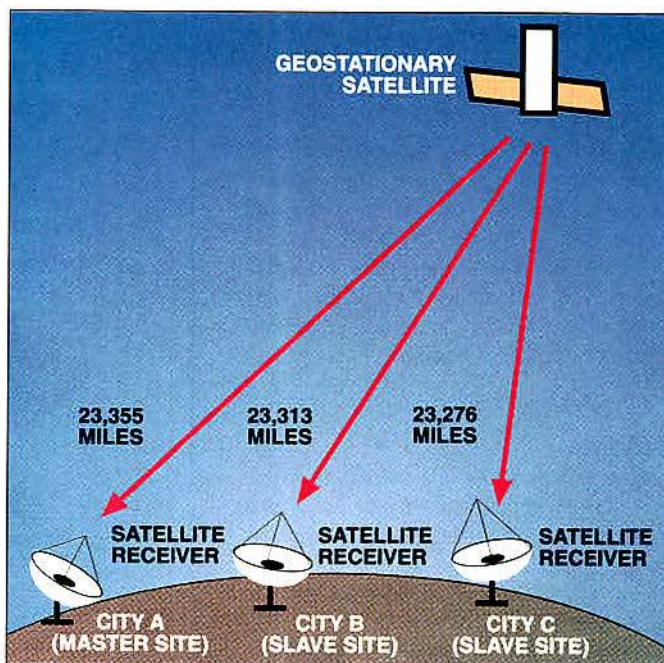 GEOSTATIONARY
SATELLITE
23,355
MILES
23,313
MILES
23,276
MILES
SATELLITE
RECEIVER
SATELLITE
RECEIVER
SATELLITE
RECEIVER
CITY A
(MASTER SITE)
CITY B
(SLAVE SITE)
CITY C
(SLAVE SITE)